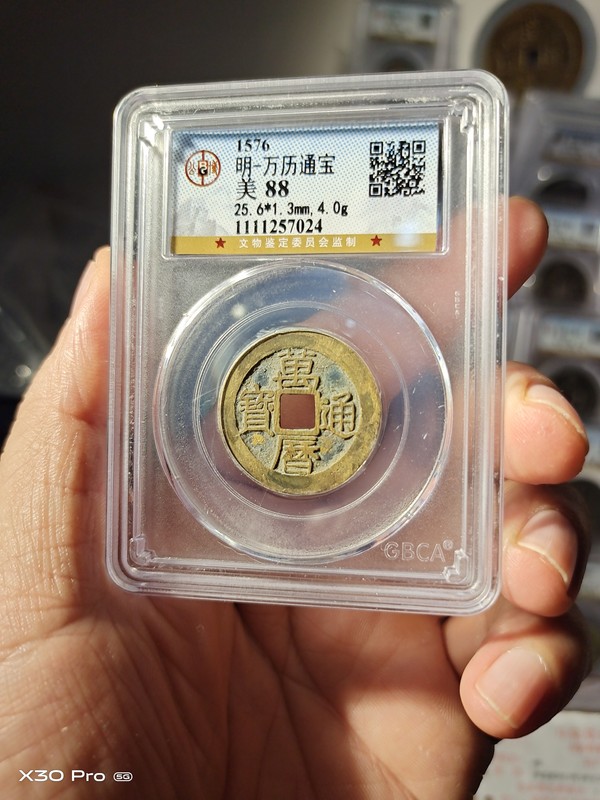 1576
明-万历通宝
美 88
25.6*1.3mm,4.0g
1111257024
★ 文物鉴定委员会监制 ★
萬
寶 通
曆
GBCA®
X30 Pro 5G